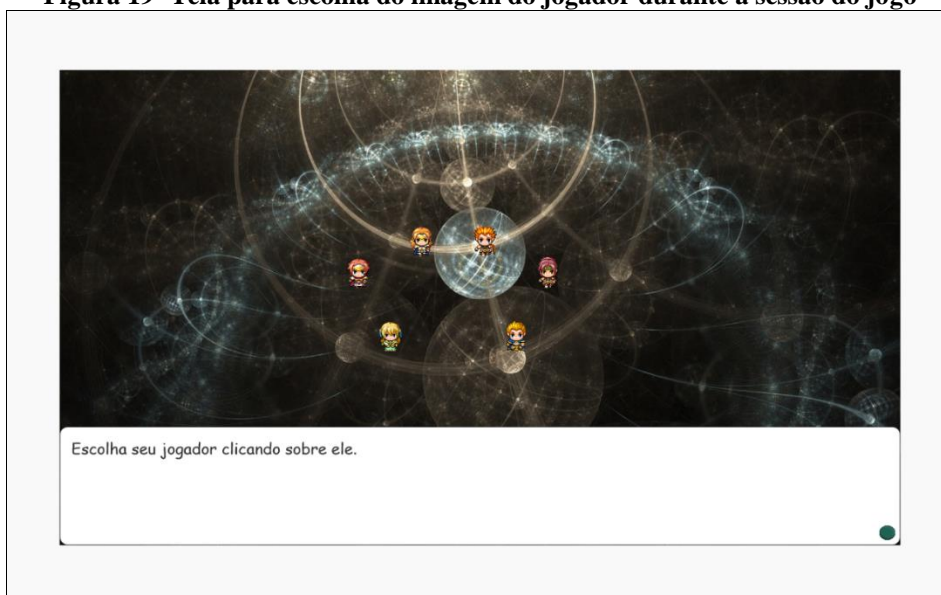 Figura 19- Tela para escolha do imagem do jogador durante a sessão do jogo
Escolha seu jogador clicando sobre ele.